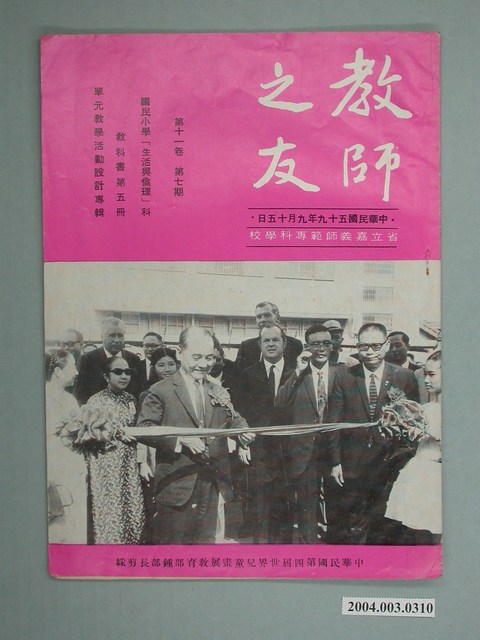 教師
之友
·日五十月九年九十五國民華中·
校學科專範師義嘉立省
第十一卷 第七期
國民小學「生活與倫理」科
教科書第五冊
單元教學活動設計專輯
綵剪長部鍾部育教展畫童兒界世屆四第國民華中
2004.003.0310